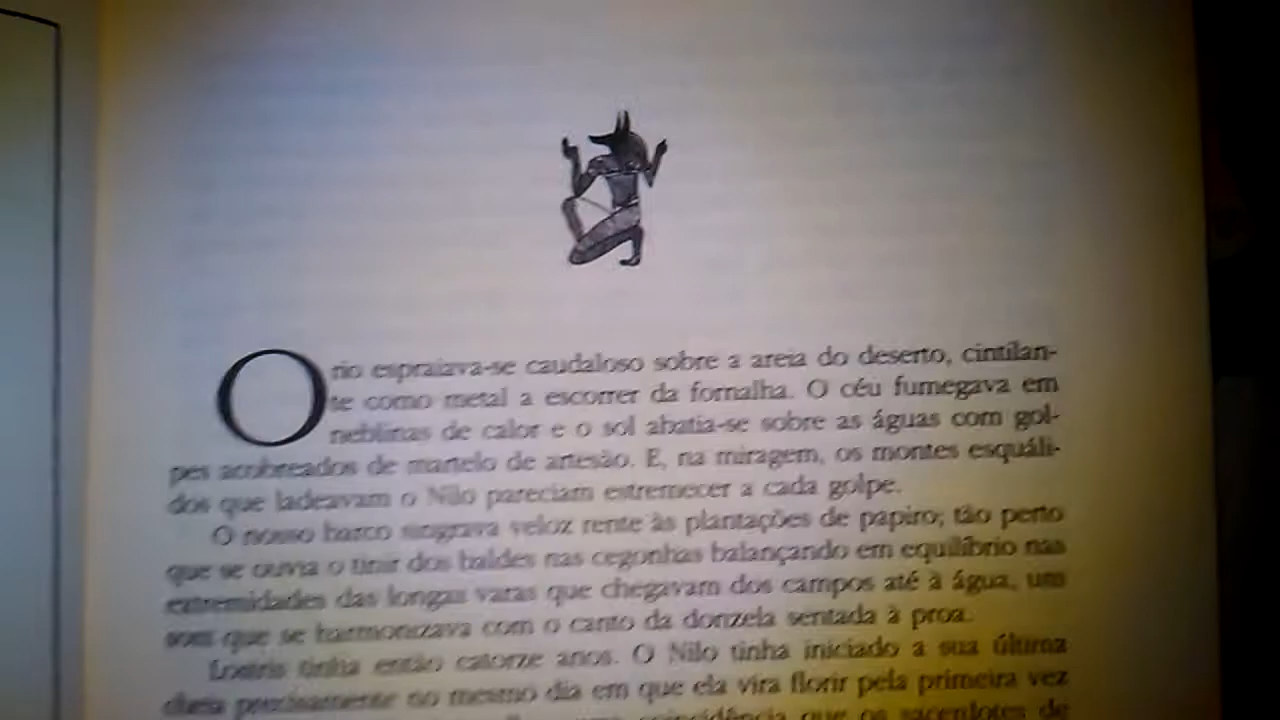 O rio espraiava-se caudaloso sobre a areia do deserto, cintilan-
te como metal a escorrer da fornalha. O céu fumegava em
neblinas de calor e o sol abatia-se sobre as águas com gol-
pes acobreados de martelo de artesão. E, na miragem, os montes esquáli-
dos que ladeavam o Nilo pareciam estremecer a cada golpe.
O nosso barco singrava veloz rente às plantações de papiro; tão perto
que se ouvia o tinir dos baldes nas cegonhas balançando em equilíbrio nas
extremidades das longas varas que chegavam dos campos até à água, um
som que se harmonizava com o canto da donzela sentada à proa.
Lostris tinha então catorze anos. O Nilo tinha iniciado a sua última
cheia precisamente no mesmo dia em que ela vira florir pela primeira vez
coincidência que os sacerdotes de